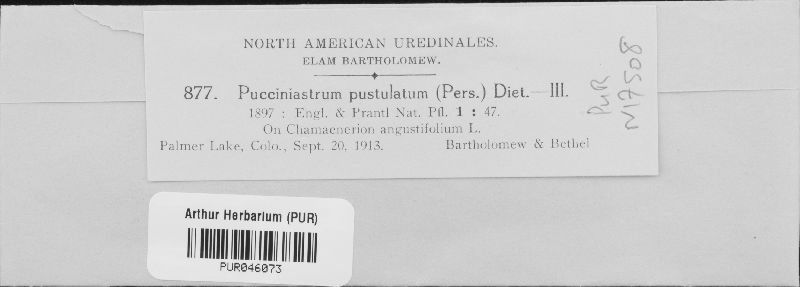 NORTH AMERICAN UREDINALES.
ELAM BARTHOLOMEW.
877. Pucciniastrum pustulatum (Pers.) Diet.—III.
1897 : Engl. & Prantl Nat. Pfl. 1 : 47.
On Chamaenerion angustifolium L.
Palmer Lake, Colo., Sept. 20, 1913. Bartholomew & Bethel
PUR
N17508
Arthur Herbarium (PUR)
PUR046073